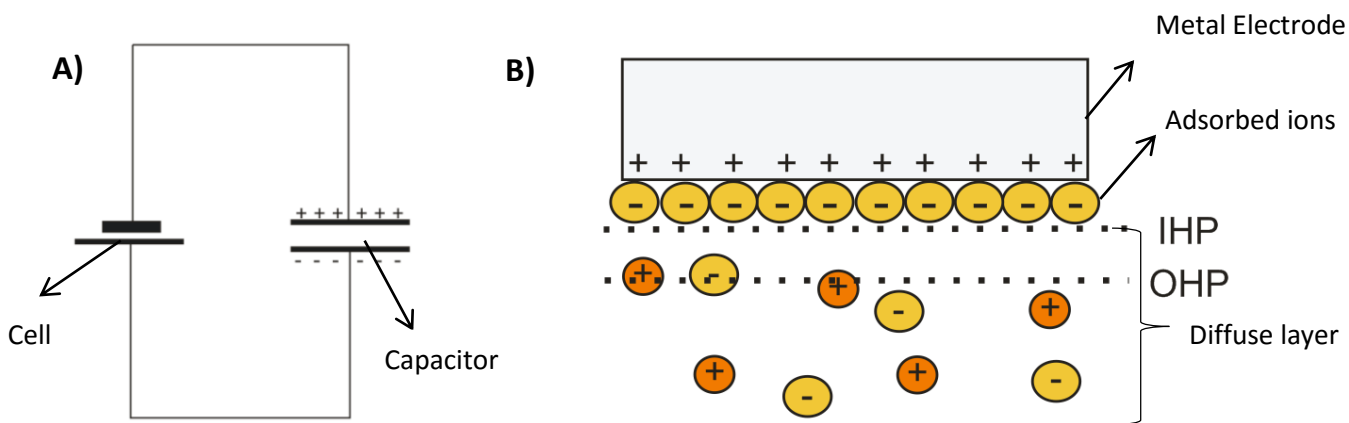 A)
+ + + + + +
- - - - - -
Cell
Capacitor
B)
Metal Electrode
Adsorbed ions
+ + + + + + + + + +
- - - - - - - - - -
IHP
+ -
OHP
+
- +
Diffuse layer
+ +
- -